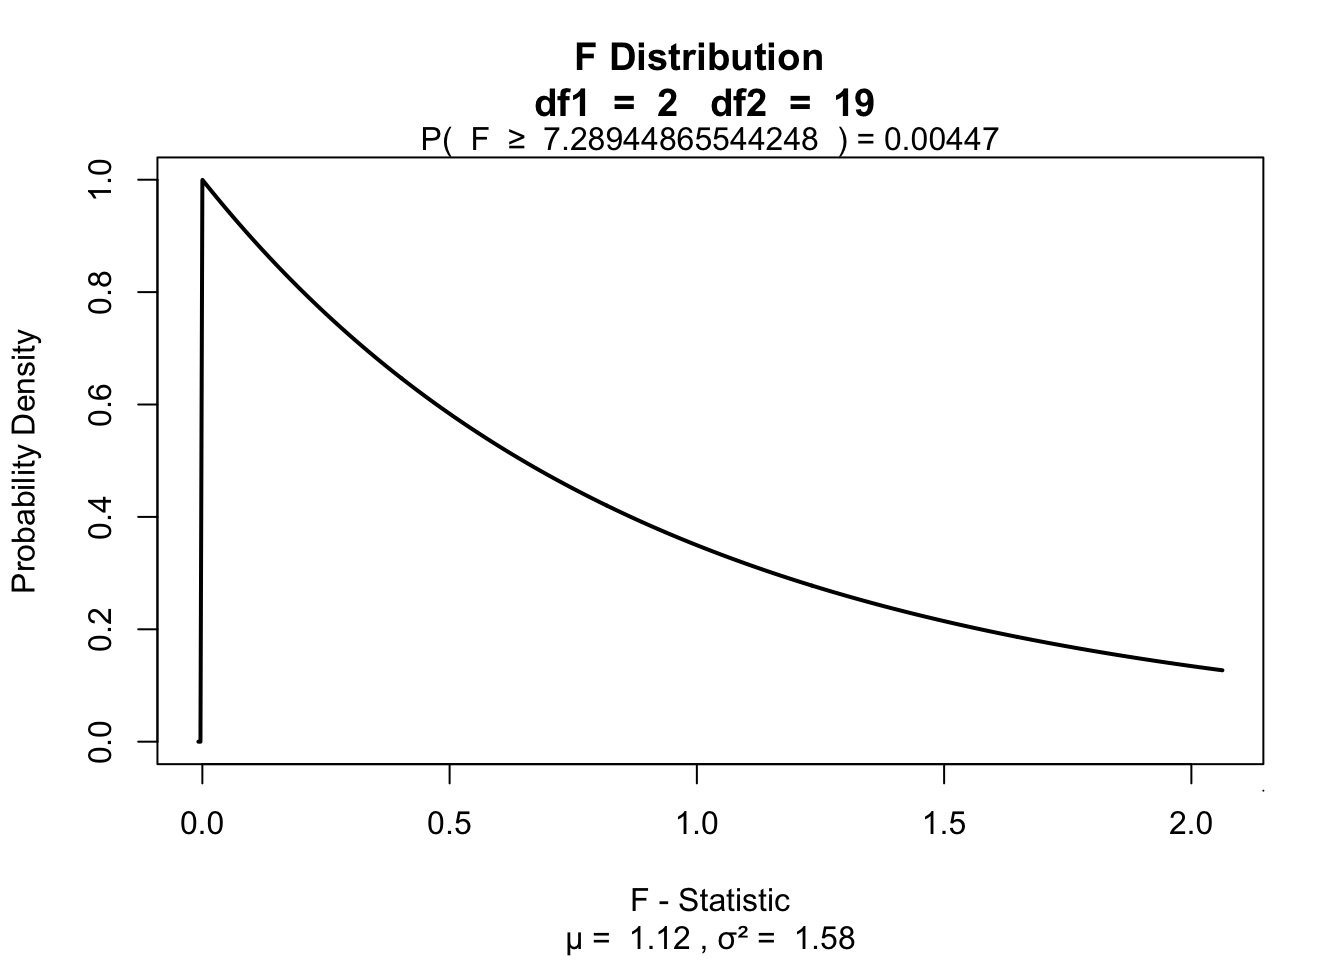 F Distribution
df1 = 2 df2 = 19
P( F ≥ 7.28944865544248 ) = 0.00447
Probability Density
1.0
0.8
0.6
0.4
0.2
0.0
0.0 0.5 1.0 1.5 2.0
F - Statistic
μ = 1.12 , σ² = 1.58